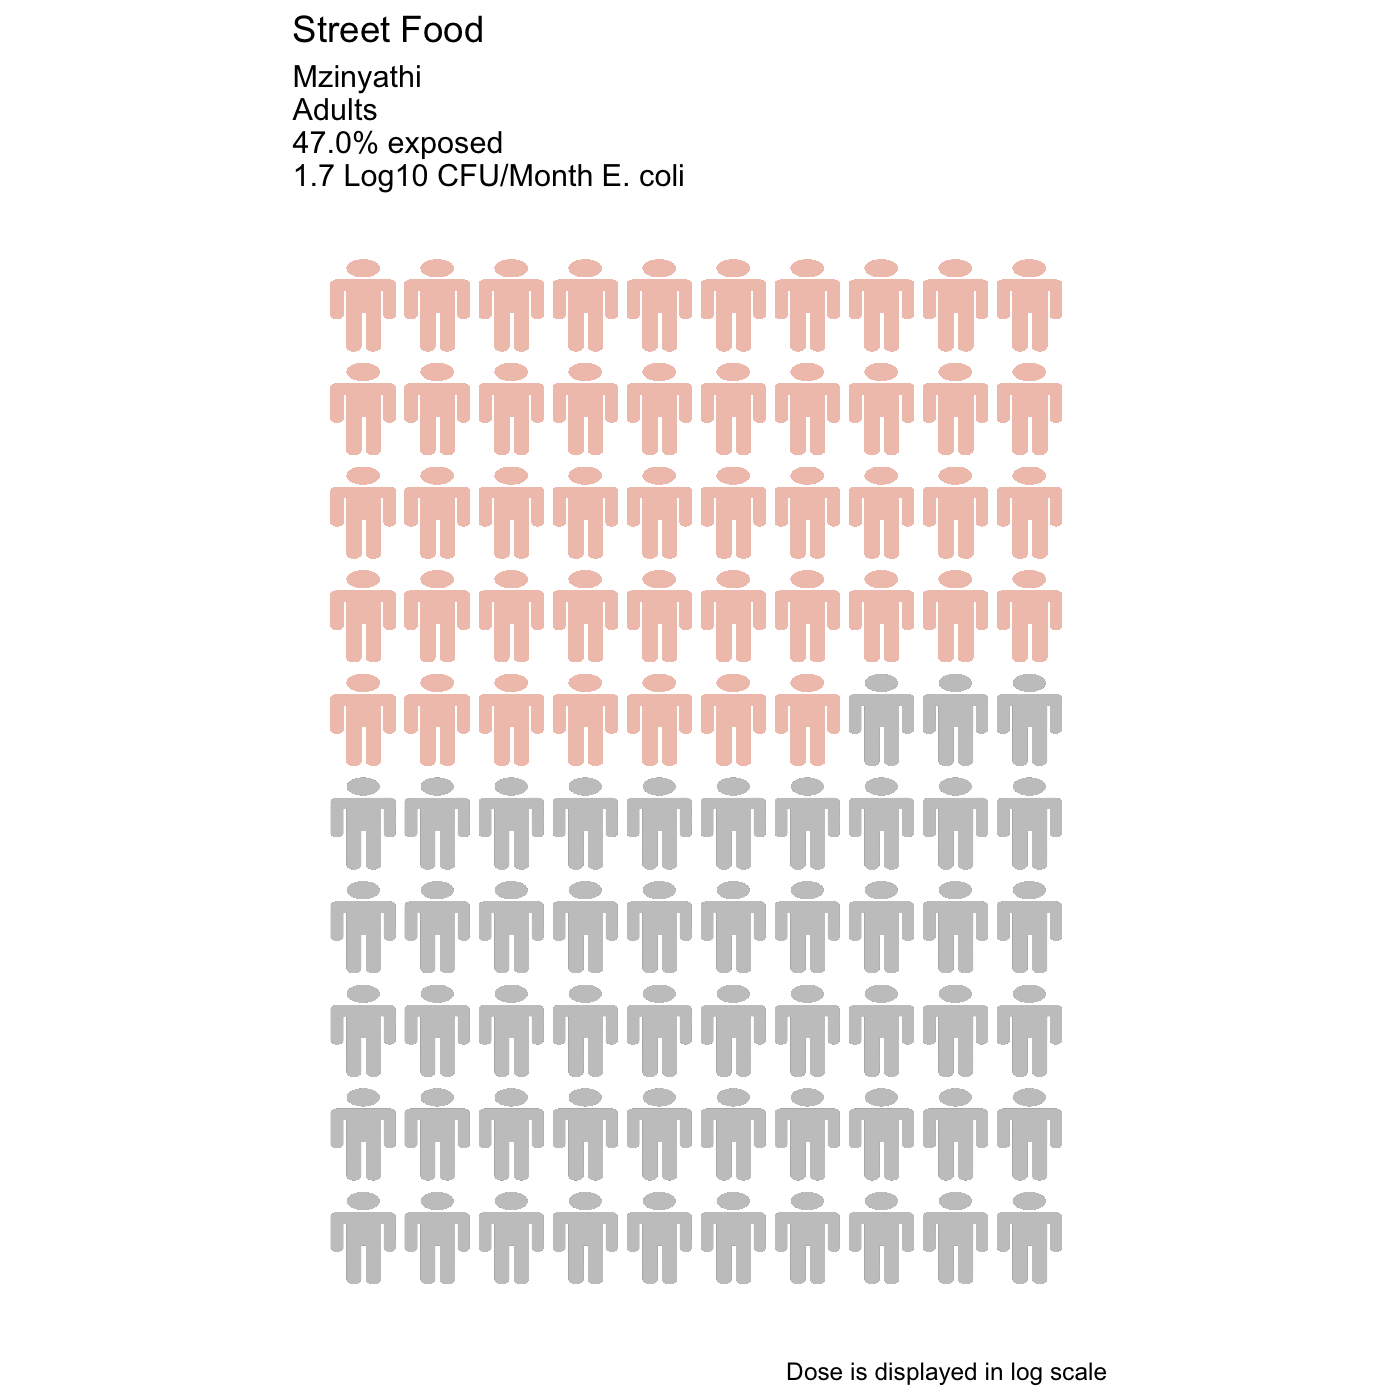 Street Food
Mzinyathi
Adults
47.0% exposed
1.7 Log10 CFU/Month E. coli
Dose is displayed in log scale